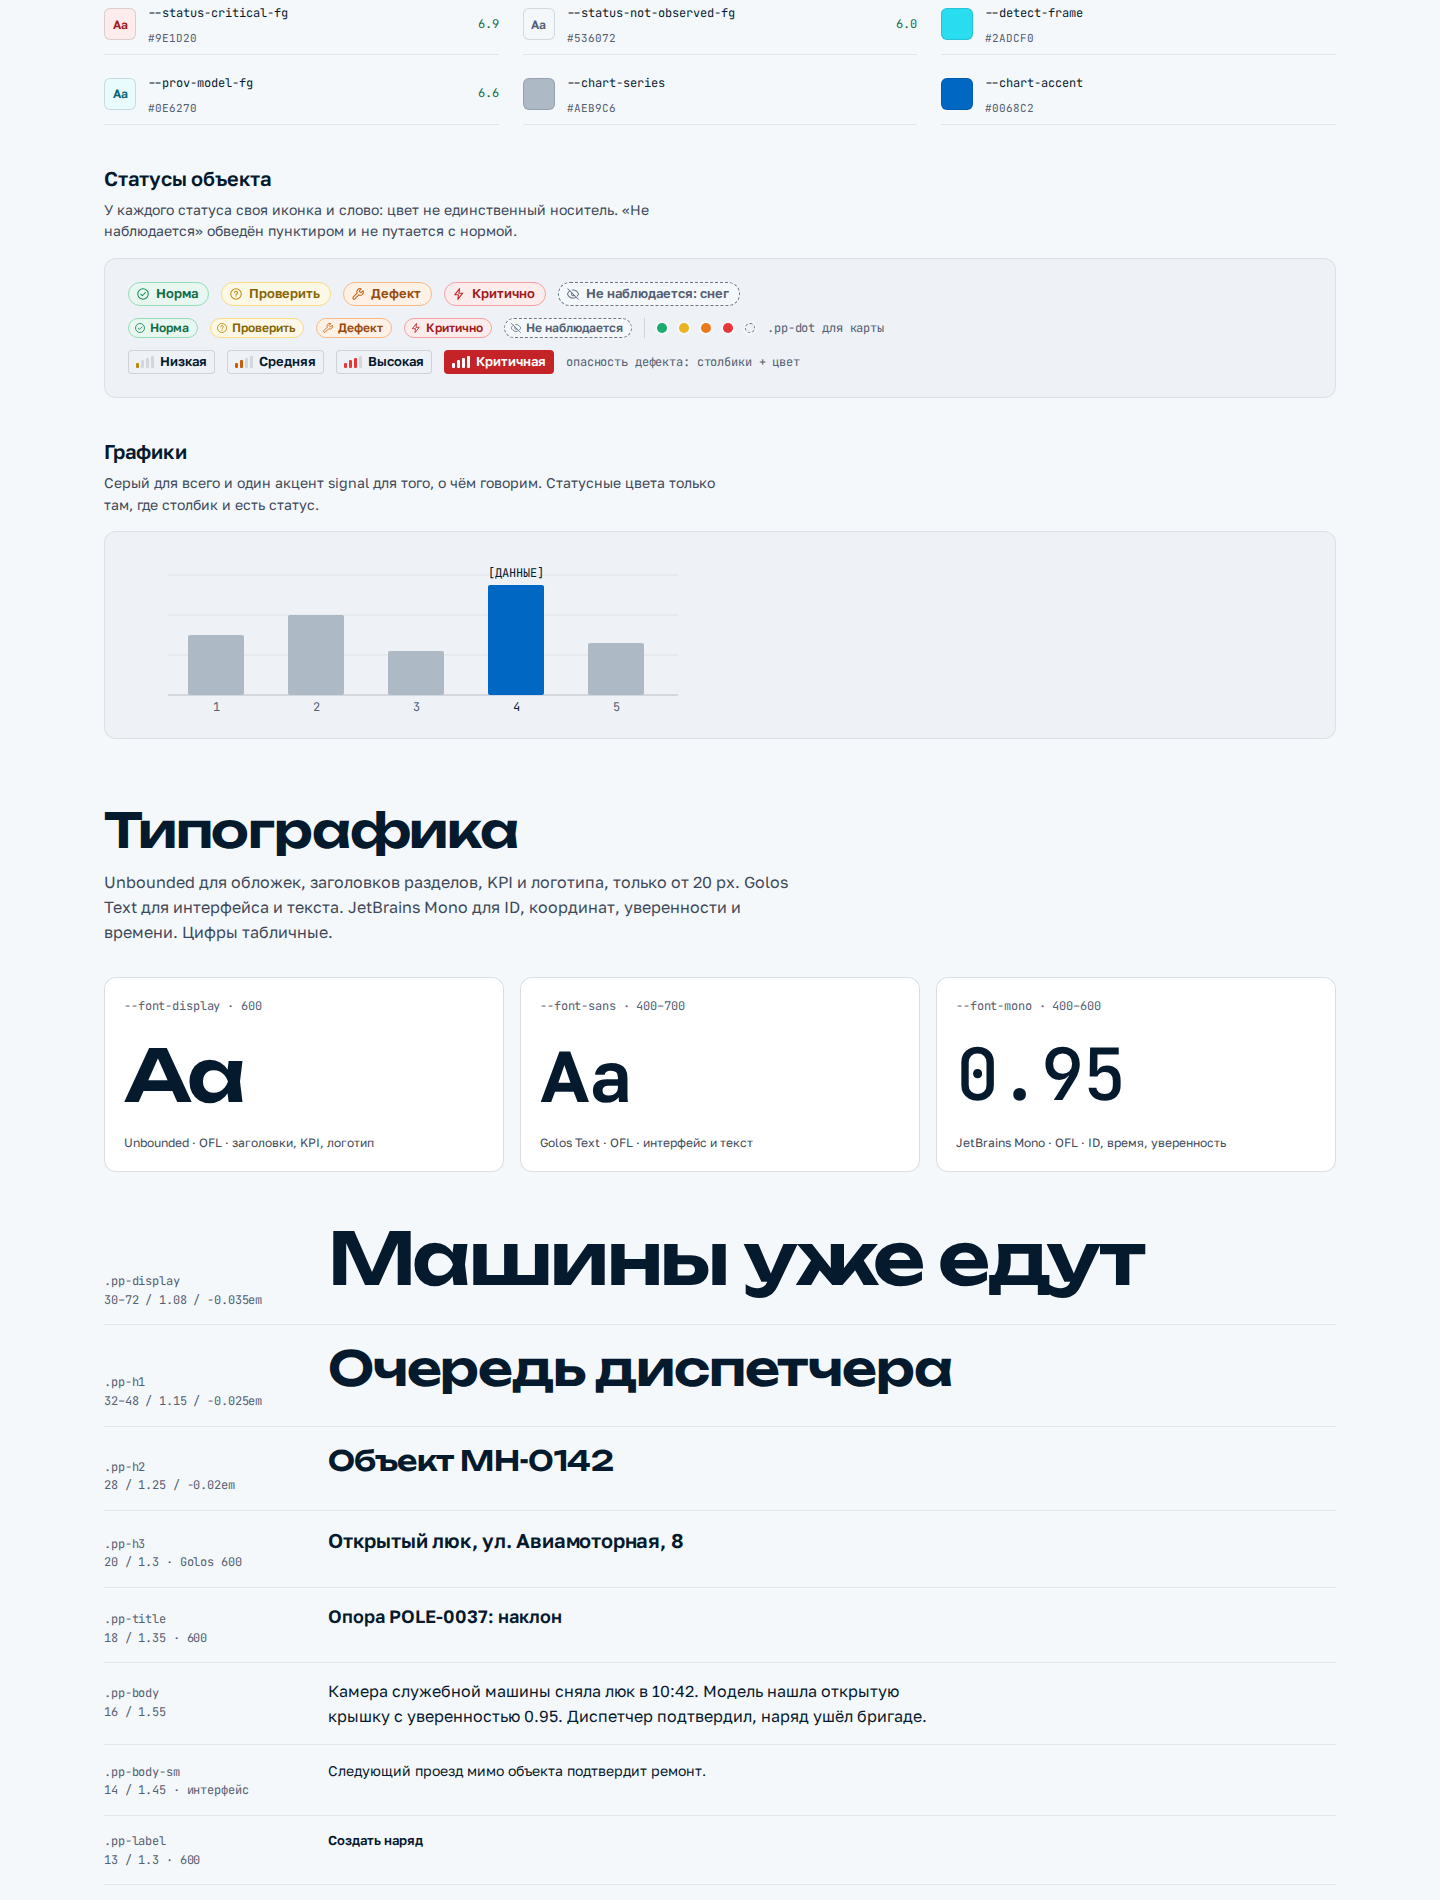 Aa
--status-critical-fg
#9E1D20
6.9
Aa
--status-not-observed-fg
#536072
6.0
--detect-frame
#2ADCF0
Aa
--prov-model-fg
#0E6270
6.6
--chart-series
#AEB9C6
--chart-accent
#0068C2
Статусы объекта
У каждого статуса своя иконка и слово: цвет не единственный носитель. «Не
наблюдается» обведён пунктиром и не путается с нормой.
Норма Проверить Дефект Критично Не наблюдается: снег
Норма Проверить Дефект Критично Не наблюдается .pp-dot для карты
Низкая Средняя Высокая Критичная опасность дефекта: столбики + цвет
Графики
Серый для всего и один акцент signal для того, о чём говорим. Статусные цвета только
там, где столбик и есть статус.
[ДАННЫЕ]
1 2 3 4 5
Типографика
Unbounded для обложек, заголовков разделов, KPI и логотипа, только от 20 px. Golos
Text для интерфейса и текста. JetBrains Mono для ID, координат, уверенности и
времени. Цифры табличные.
--font-display · 600
Aa
Unbounded · OFL · заголовки, KPI, логотип
--font-sans · 400–700
Aa
Golos Text · OFL · интерфейс и текст
--font-mono · 400–600
0.95
JetBrains Mono · OFL · ID, время, уверенность
Машины уже едут
.pp-display
30–72 / 1.08 / -0.035em
Очередь диспетчера
.pp-h1
32–48 / 1.15 / -0.025em
Объект МН-0142
.pp-h2
28 / 1.25 / -0.02em
Открытый люк, ул. Авиамоторная, 8
.pp-h3
20 / 1.3 · Golos 600
Опора POLE-0037: наклон
.pp-title
18 / 1.35 · 600
Камера служебной машины сняла люк в 10:42. Модель нашла открытую
крышку с уверенностью 0.95. Диспетчер подтвердил, наряд ушёл бригаде.
.pp-body
16 / 1.55
Следующий проезд мимо объекта подтвердит ремонт.
.pp-body-sm
14 / 1.45 · интерфейс
Создать наряд
.pp-label
13 / 1.3 · 600